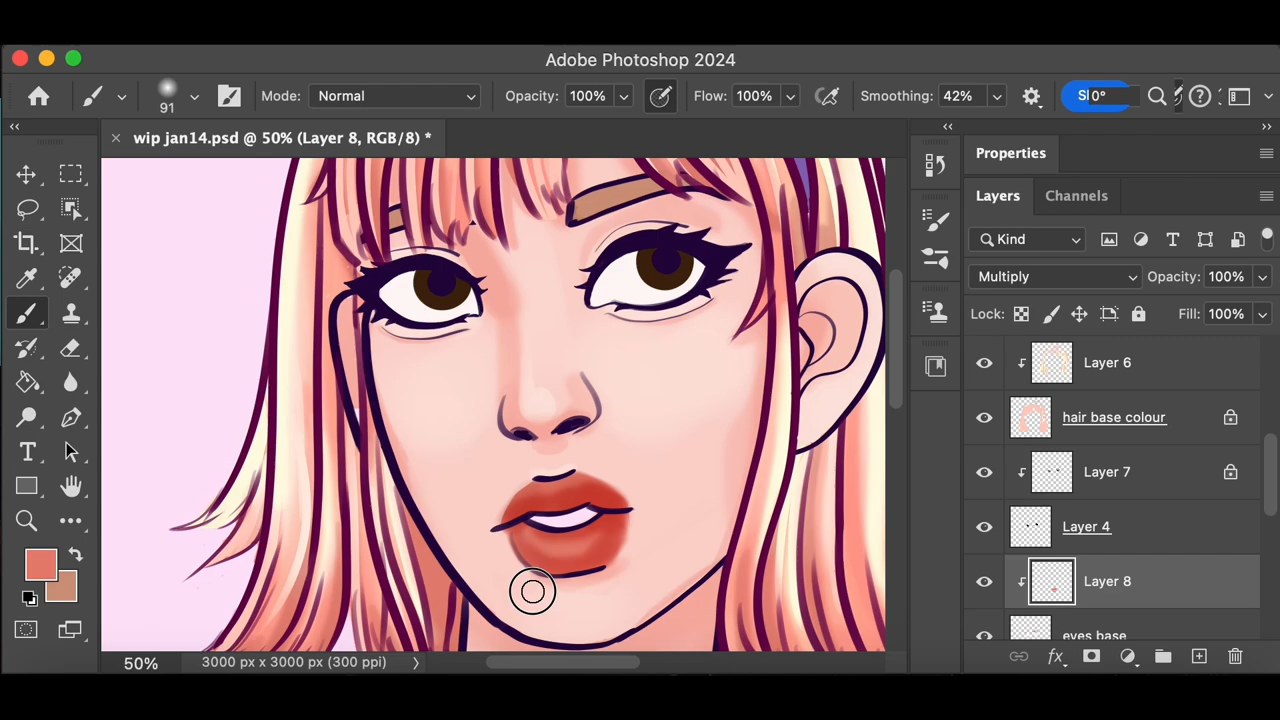 Adobe Photoshop 2024
91 Mode: Normal Opacity: 100% Flow: 100% Smoothing: 42% 0°
wip jan14.psd @ 50% (Layer 8, RGB/8) *
Properties
Layers Channels
Kind
Multiply Opacity: 100%
Lock: Fill: 100%
Layer 6
hair base colour
Layer 7
Layer 4
Layer 8
eyes base
50% 3000 px x 3000 px (300 ppi)